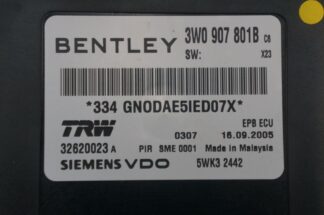 BENTLEY 3W0 907 801B C8
SW: X23
*334 GNODAE5IED07X*
TRW EPB ECU
0307 16.09.2005
32620023 A PIR SME 0001 Made in Malaysia
SIEMENS VDO 5WK3 2442